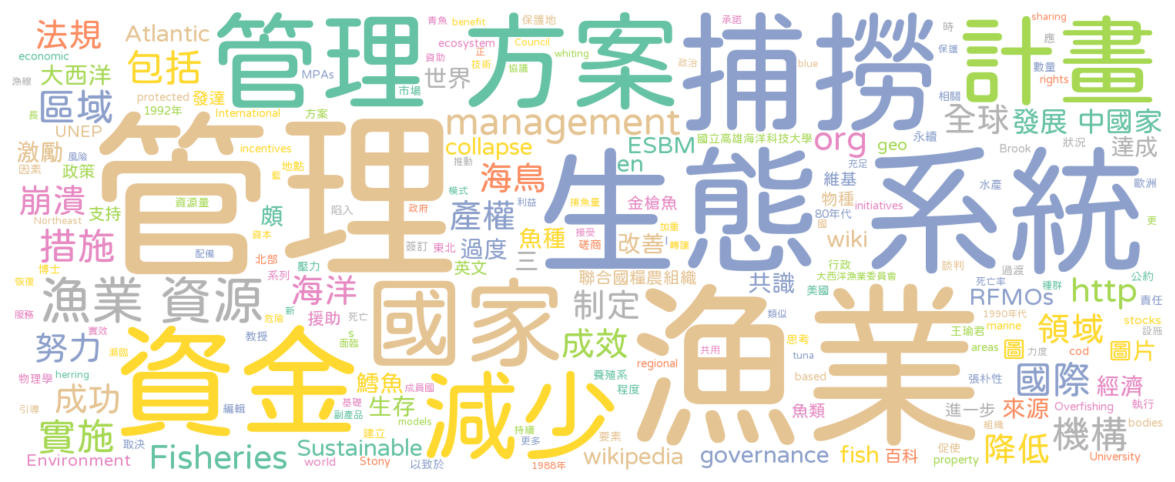 法規
Atlantic
青魚
benefit
保護地
承諾
sharing
economic
大西洋
包括
管理
方案
ecosystem
Council
正
whiting
資助
技術
協議
政治
blue
捕撈
時
應
保護
數量
rights
計畫
漁線
protected
發達
MPAs
世界
市場
相關
長
1992年
International
方案
區域
UNEP
management
國立高雄海洋科技大學
永續
全球
發展
中國家
激勵
incentives
collapse
ESBM
org
geo
Brook
狀況
達成
因素
風險
政策
地點
推動
en
充足
管理
生態系統
崩潰
支持
資源量
藍
模式
海鳥
金槍魚
維基
物種
initiatives
水產
歐洲
Northeast
頗
陷入
政府
利益
產權
捕魚量
80年代
資本
簽訂
東北
接受
加重
國
更
措施
配備
北部
過度
魚種
磋商
改善
轉讓
wiki
談判
博士
系列
壓力
英文
三
聯合國糧農組織
共識
行政
大西洋漁業委員會
過渡
恢復
危險
新
美國
死亡率
種群
公約
漁業
資源
海洋
國家
制定
漁業
類似
RFMOs
http
責任
服務
實效
援助
死亡
1990年代
設施
努力
瀕臨
教授
面臨
s
成效
共用
思考
marine
王瑜君
領域
stocks
資金
減少
regional
tuna
areas
圖
力度
cod
圖片
物理學
herring
鱈魚
成員國
養殖系
程度
based
張朴性
國際
經濟
成功
編輯
基礎
副產品
生存
魚類
進一步
來源
Overfishing
執行
引導
實施
models
建立
持續
要素
組織
機構
bodies
取決
Fisheries
Sustainable
更多
wikipedia
governance
fish
百科
促使
property
降低
University
Environment
world
Stony
以致於
1988年